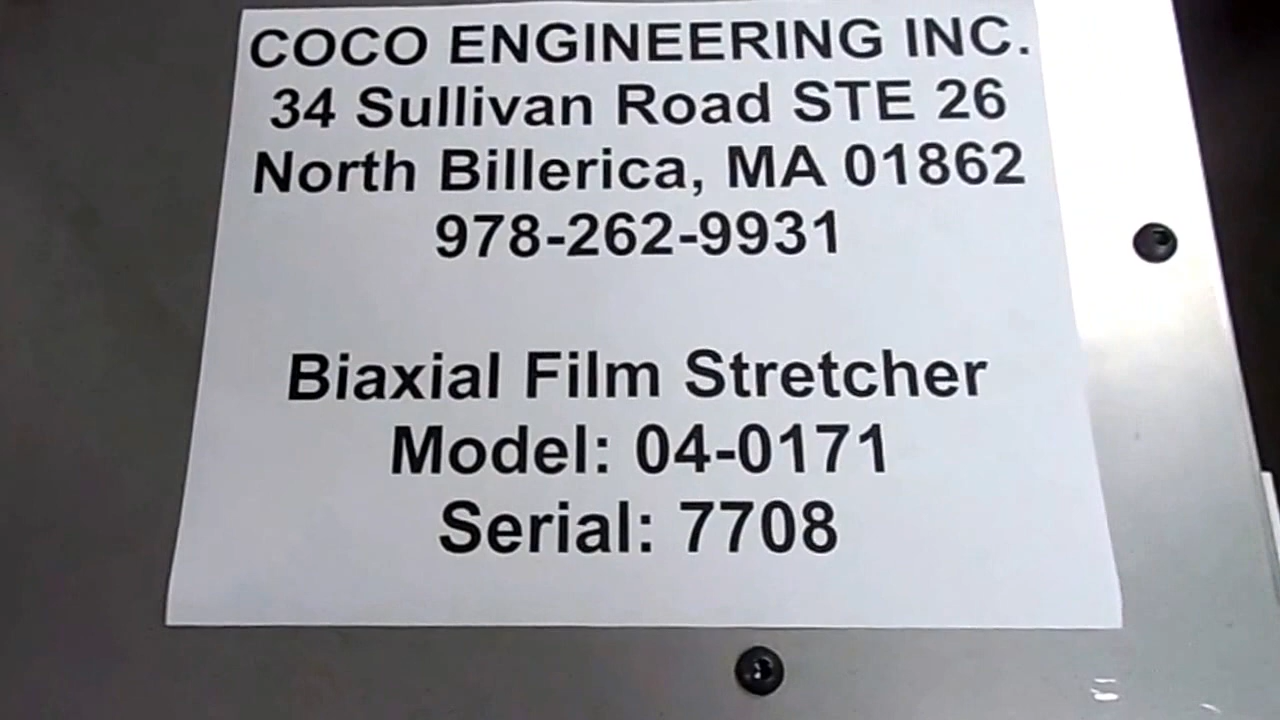 COCO ENGINEERING INC.
34 Sullivan Road STE 26
North Billerica, MA 01862
978-262-9931
Biaxial Film Stretcher
Model: 04-0171
Serial: 7708